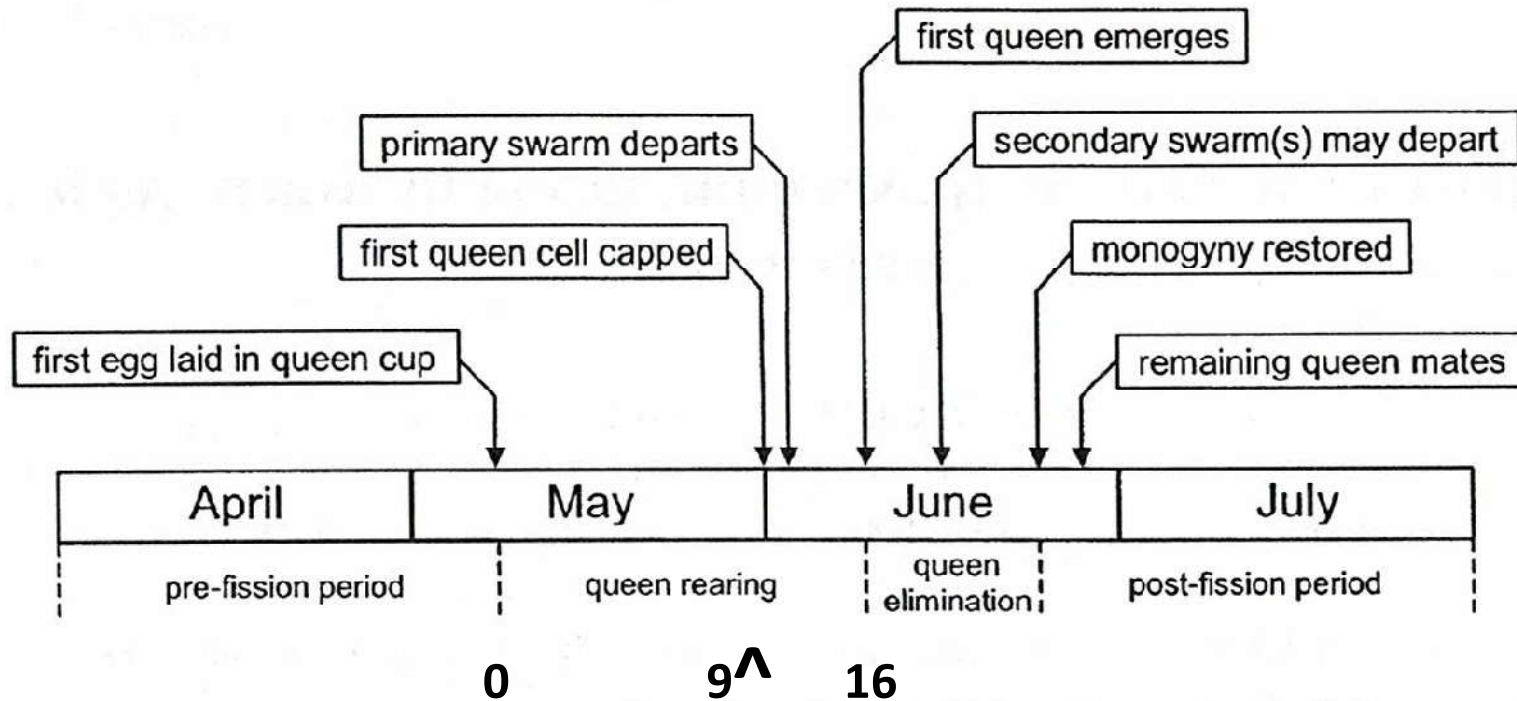 first queen emerges
primary swarm departs
secondary swarm(s) may depart
first queen cell capped
monogyny restored
first egg laid in queen cup
remaining queen mates
April May June July
pre-fission period queen rearing queen elimination post-fission period
0 9^ 16